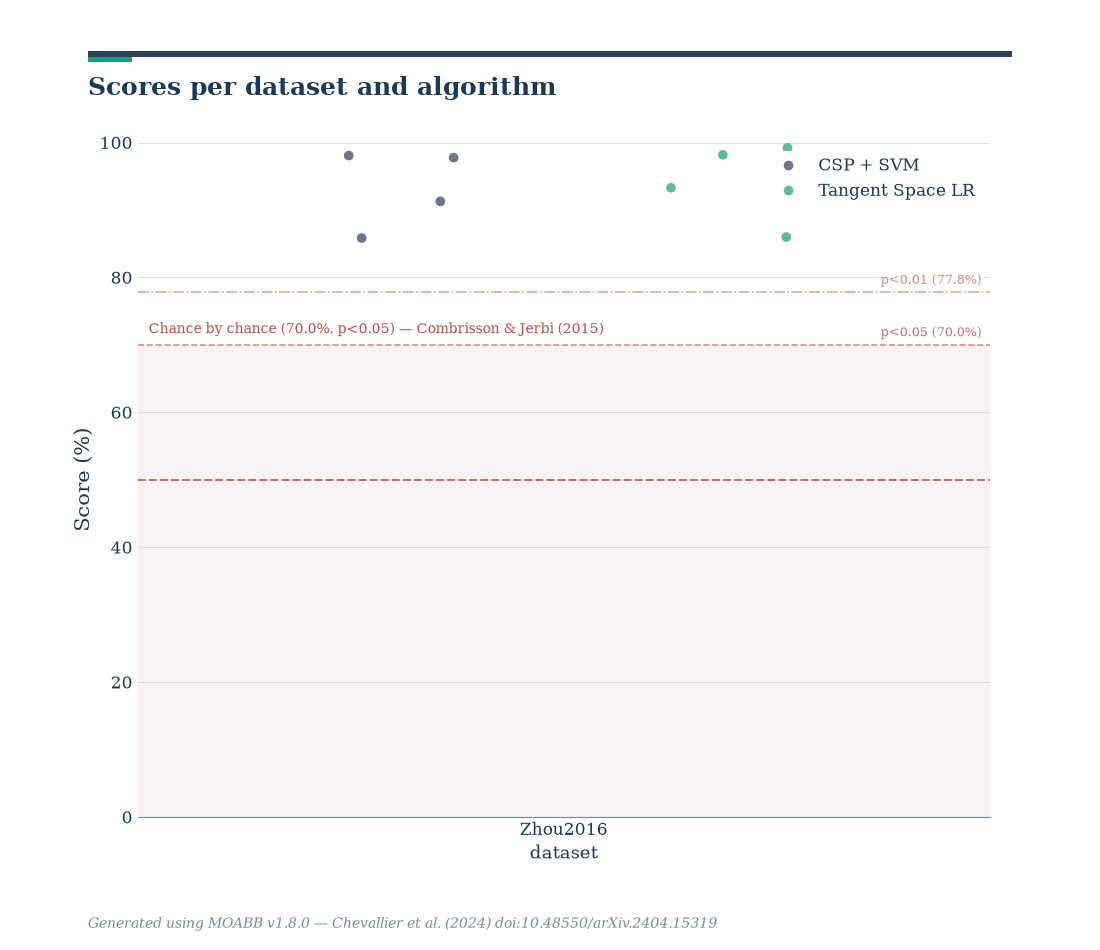 Scores per dataset and algorithm
100
CSP + SVM
Tangent Space LR
80
p<0.01 (77.8%)
Chance by chance (70.0%, p<0.05) — Combrisson & Jerbi (2015)
p<0.05 (70.0%)
60
Score (%)
40
20
0
Zhou2016
dataset
Generated using MOABB v1.8.0 — Chevallier et al. (2024) doi:10.48550/arXiv.2404.15319